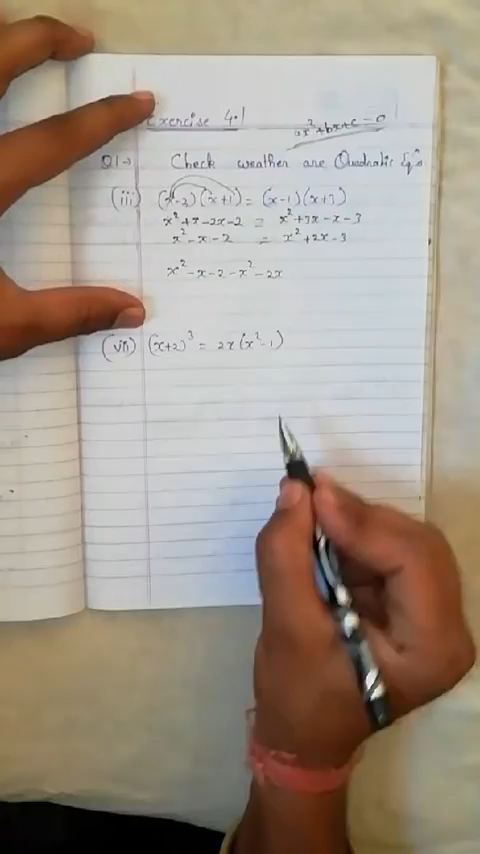 Exercise 4.1
ax²+bx+c=0
Q1→ Check weather are Quadratic Eqⁿs
(iii) (x-2)(x+1) = (x-1)(x+3)
x²+x-2x-2 = x²+3x-x-3
x²-x-2 = x²+2x-3
x²-x-2-x²-2x
(vii) (x+2)³ = 2x(x²-1)